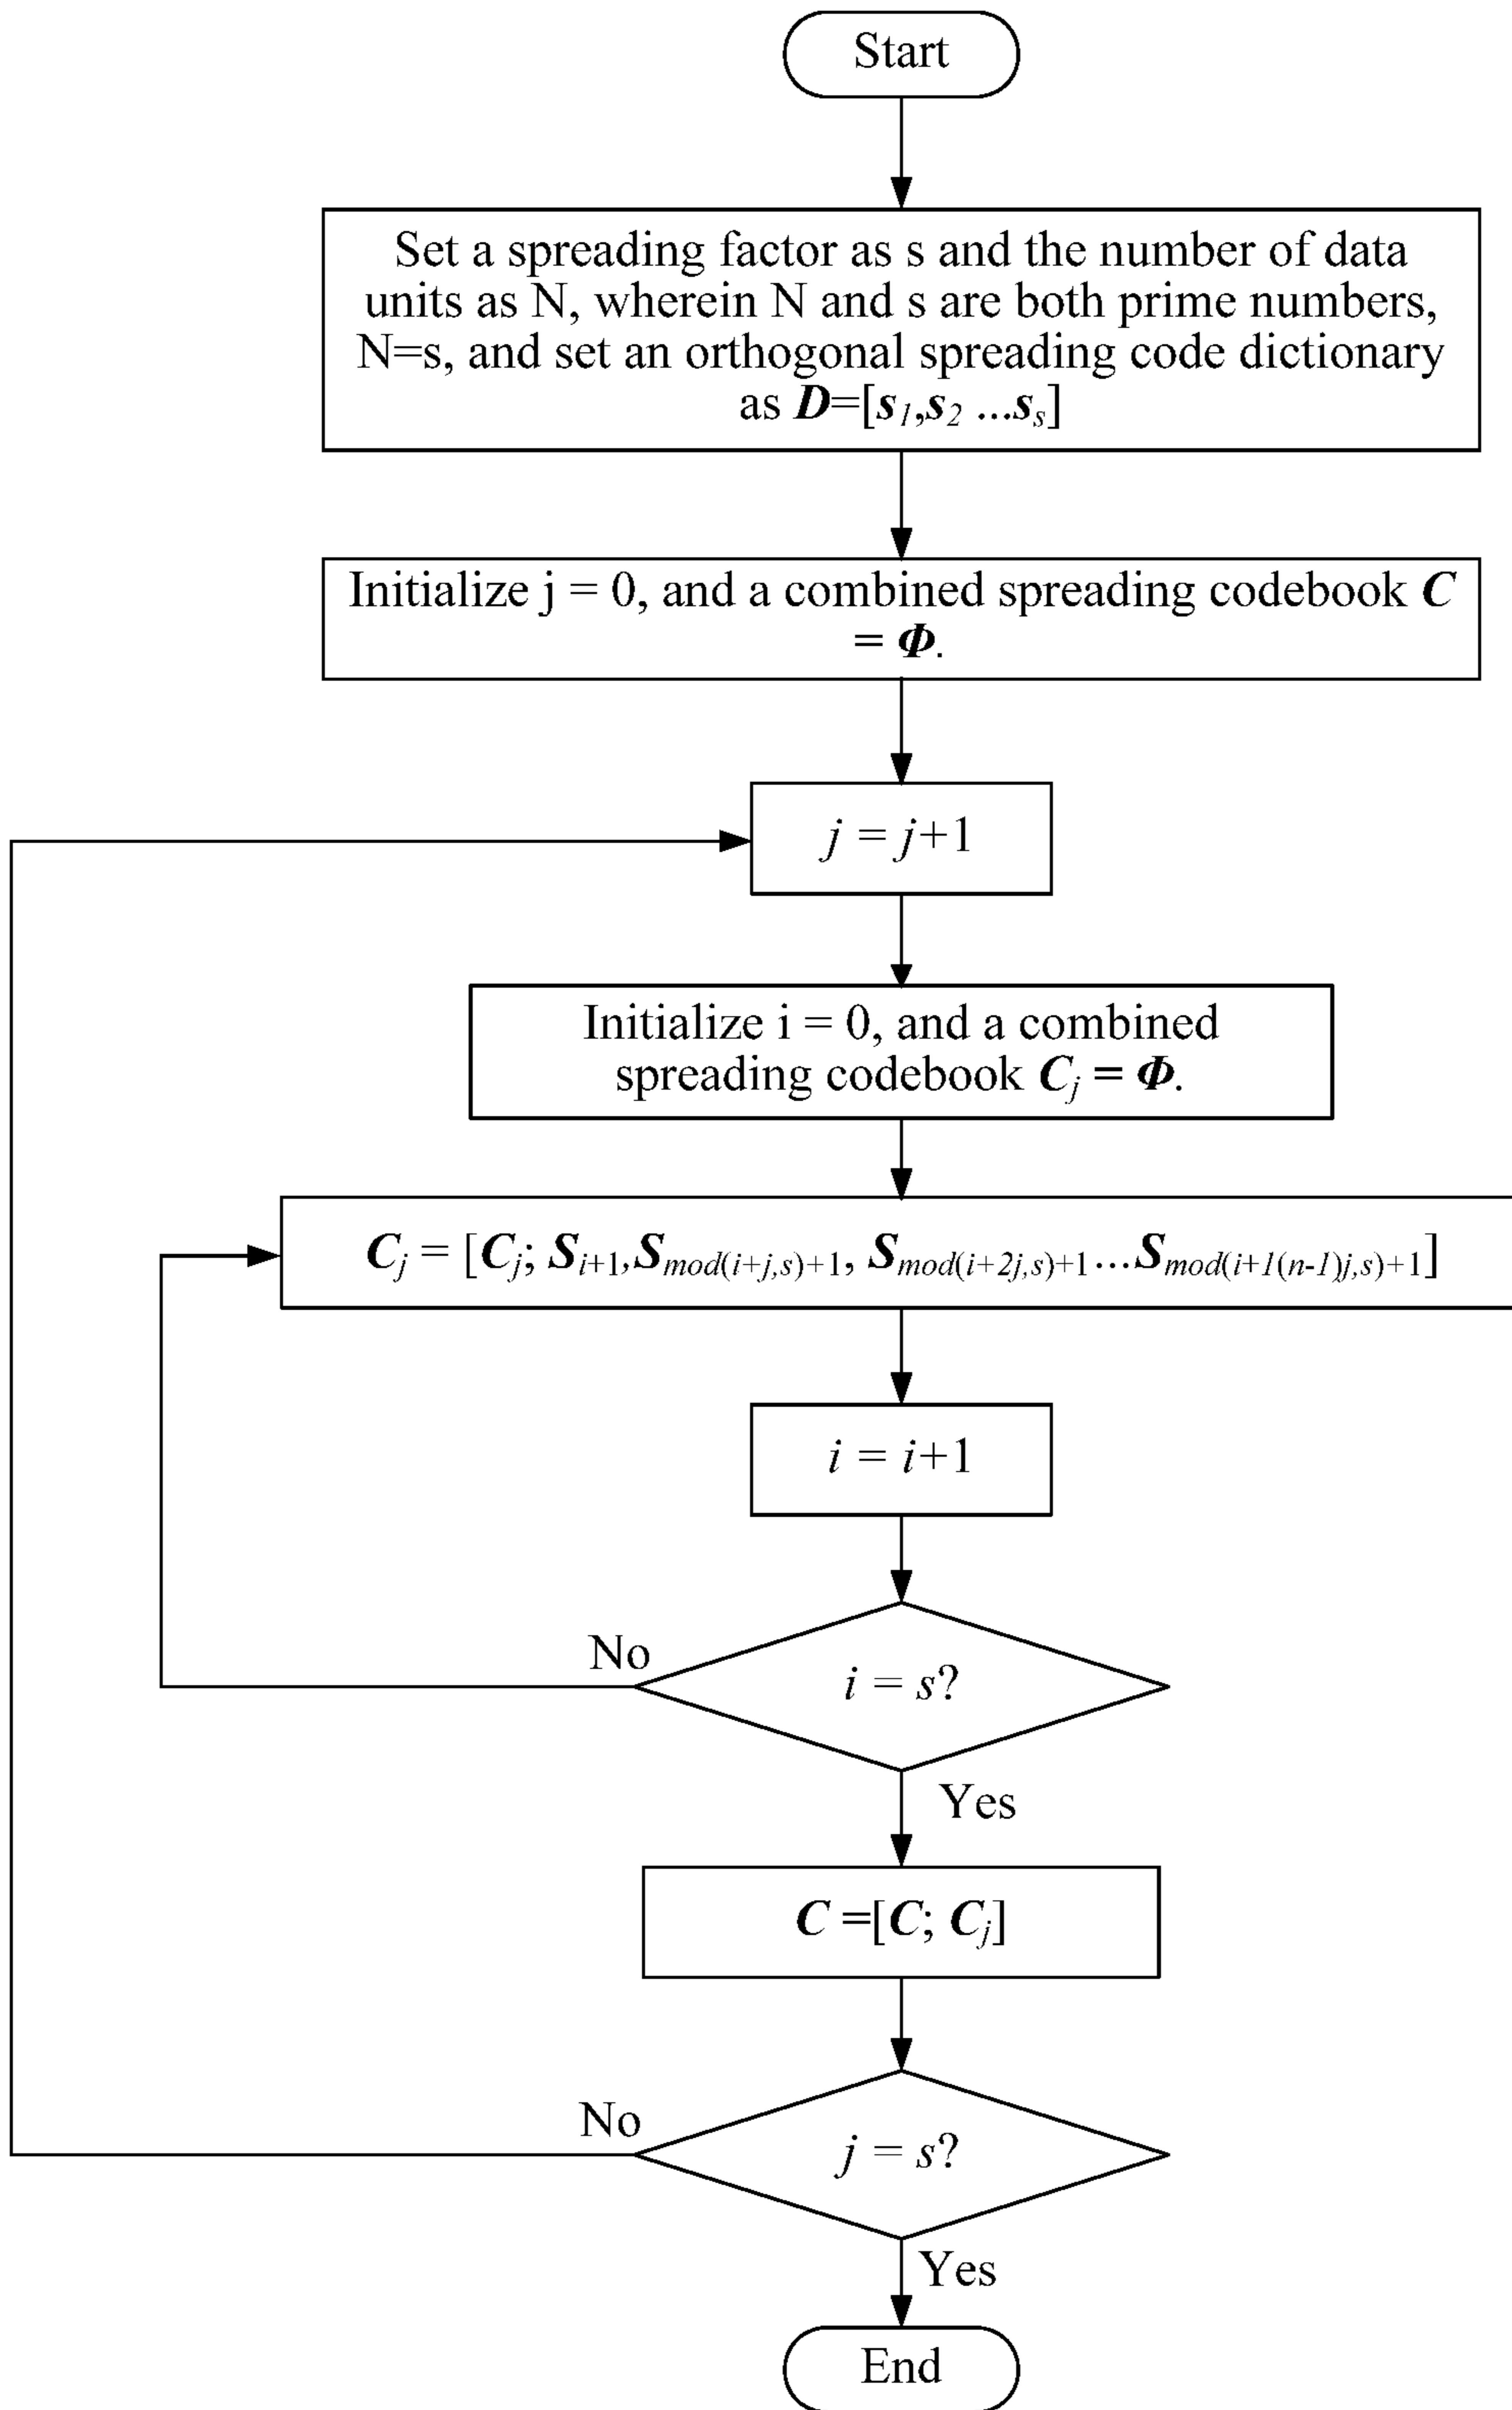 Start
Set a spreading factor as s and the number of data
units as N, wherein N and s are both prime numbers,
N=s, and set an orthogonal spreading code dictionary
as D=[s1,s2 ...ss]
Initialize j = 0, and a combined spreading codebook C
= Φ.
j = j+1
Initialize i = 0, and a combined
spreading codebook Cj = Φ.
Cj = [Cj; Si+1,Smod(i+j,s)+1, Smod(i+2j,s)+1...Smod(i+1(n-1)j,s)+1]
i = i+1
No
i = s?
Yes
C =[C; Cj]
No
j = s?
Yes
End